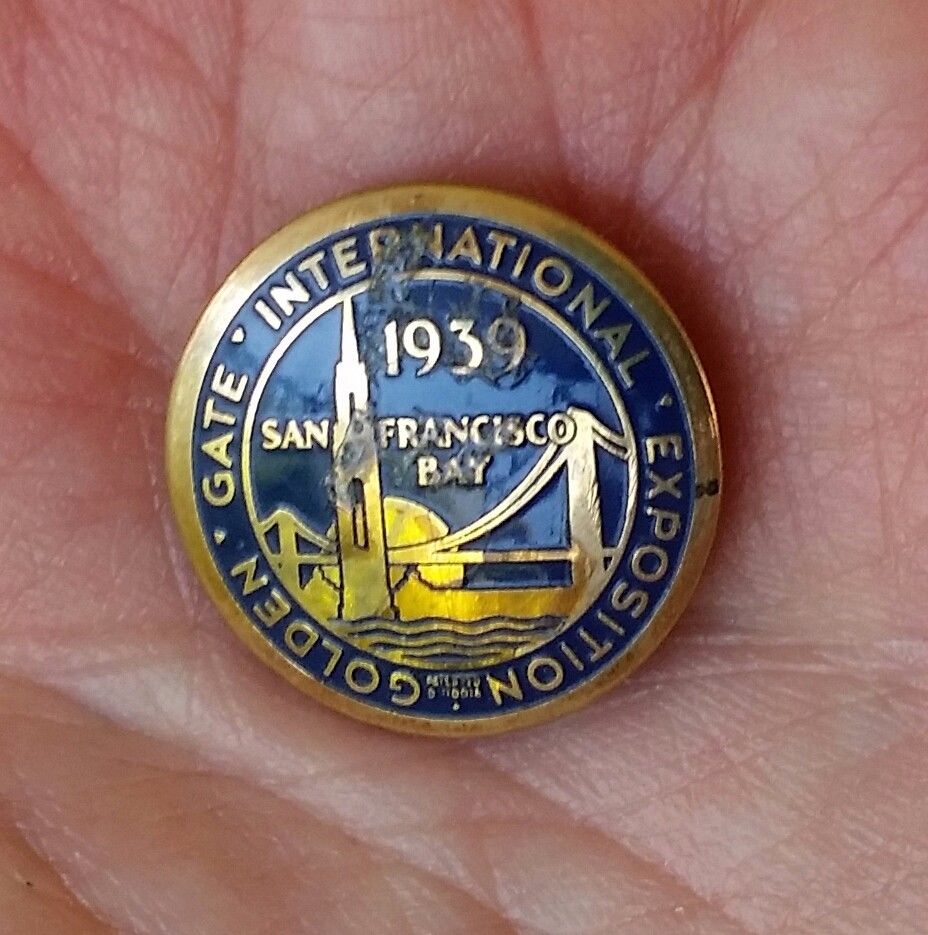 GOLDEN · GATE · INTERNATIONAL · EXPOSITION
1939
SAN FRANCISCO
BAY